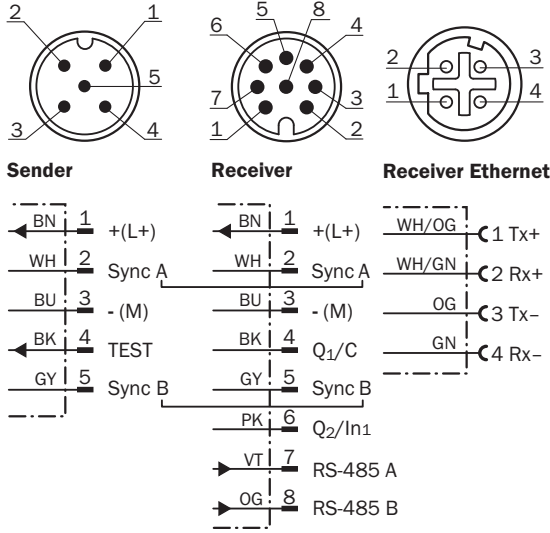 2 1
5
3 4
5 8
6 4
7 3
1 2
2 3
1 4
Sender
Receiver
Receiver Ethernet
BN 1 +(L+)
WH 2 Sync A
BU 3 - (M)
BK 4 TEST
GY 5 Sync B
BN 1 +(L+)
WH 2 Sync A
BU 3 - (M)
BK 4 Q1/C
GY 5 Sync B
PK 6 Q2/In1
VT 7 RS-485 A
OG 8 RS-485 B
WH/OG 1 Tx+
WH/GN 2 Rx+
OG 3 Tx–
GN 4 Rx–